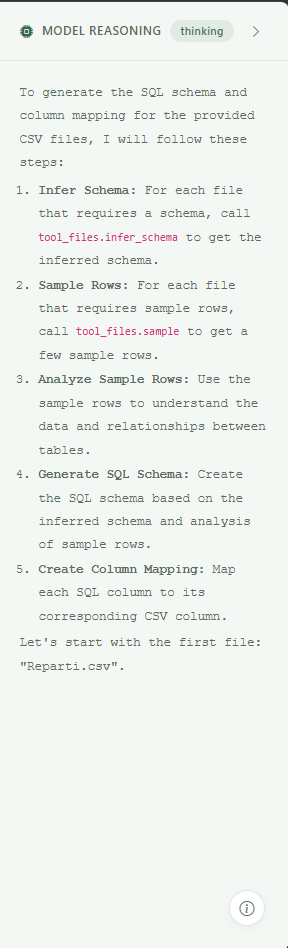 MODEL REASONING thinking
To generate the SQL schema and
column mapping for the provided
CSV files, I will follow these
steps:
1. Infer Schema: For each file
that requires a schema, call
tool_files.infer_schema to get the
inferred schema.
2. Sample Rows: For each file
that requires sample rows,
call tool_files.sample to get a
few sample rows.
3. Analyze Sample Rows: Use the
sample rows to understand the
data and relationships between
tables.
4. Generate SQL Schema: Create
the SQL schema based on the
inferred schema and analysis
of sample rows.
5. Create Column Mapping: Map
each SQL column to its
corresponding CSV column.
Let's start with the first file:
"Reparti.csv".